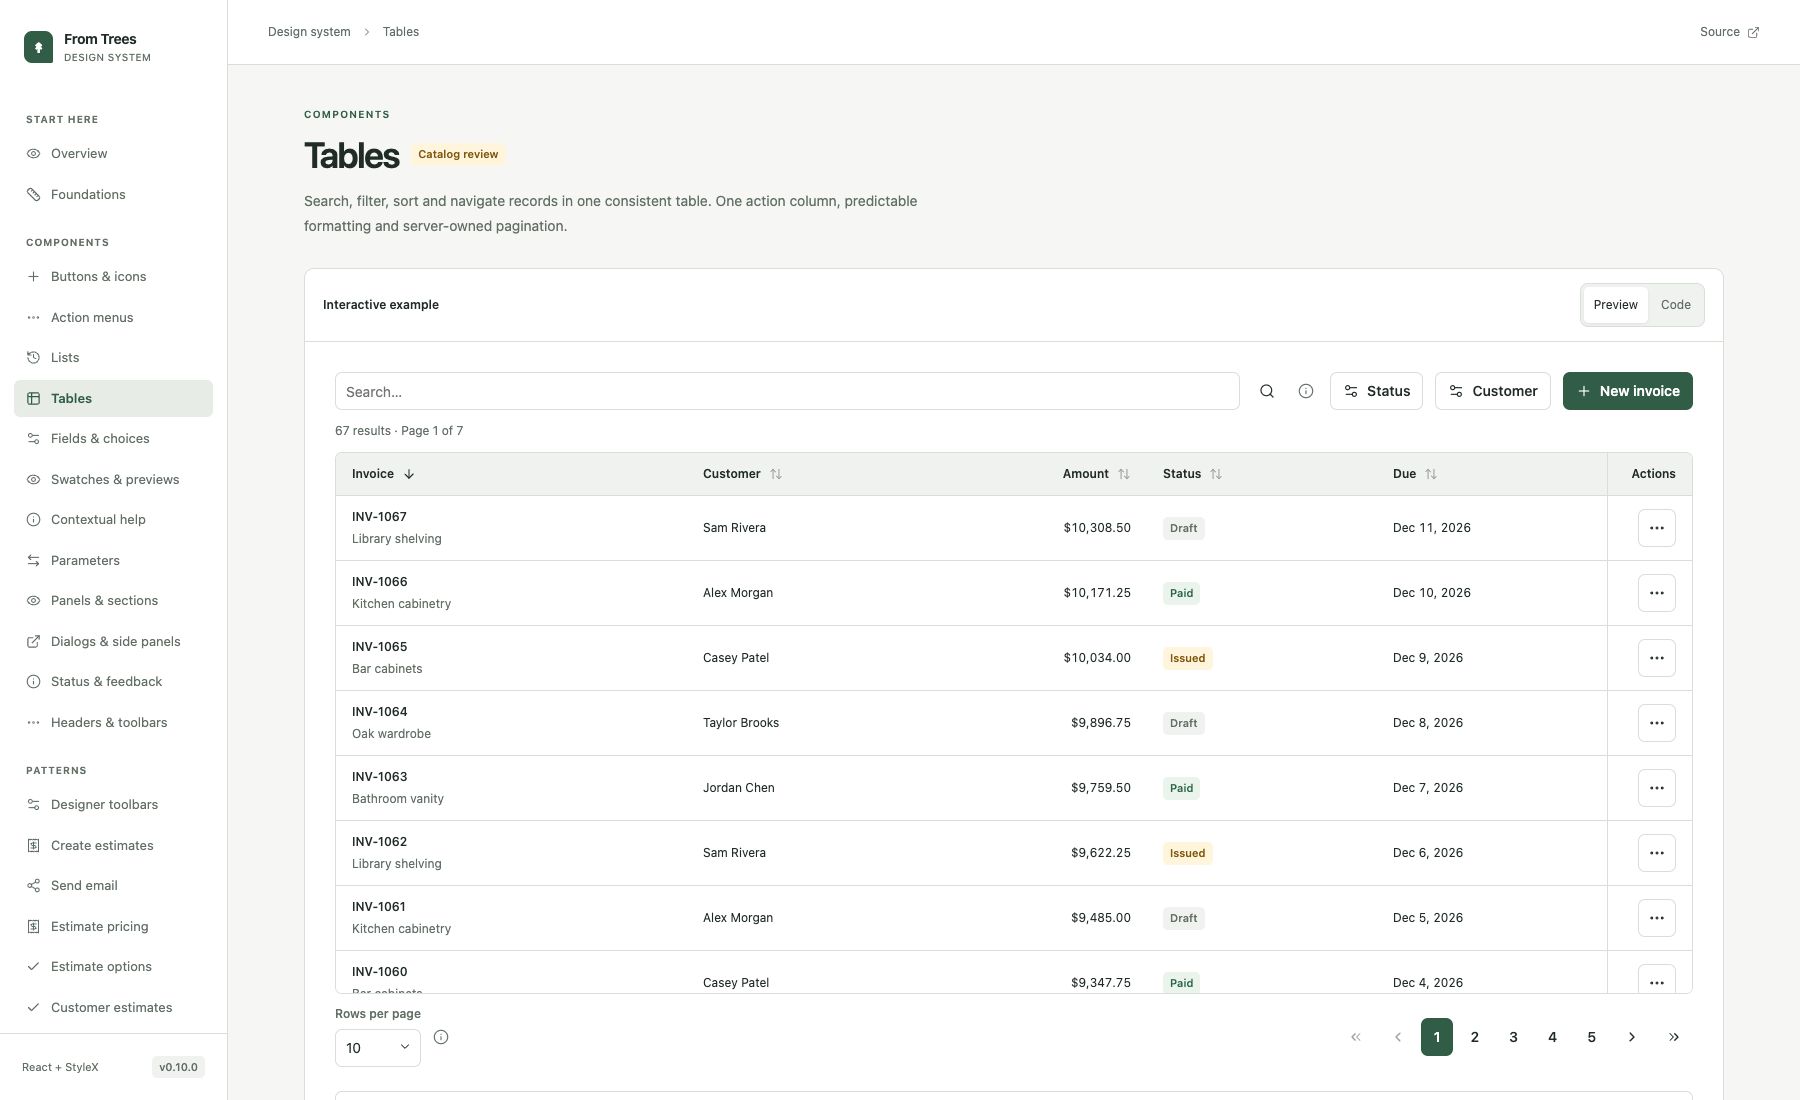 From Trees
DESIGN SYSTEM
START HERE
Overview
Foundations
COMPONENTS
Buttons & icons
Action menus
Lists
Tables
Fields & choices
Swatches & previews
Contextual help
Parameters
Panels & sections
Dialogs & side panels
Status & feedback
Headers & toolbars
PATTERNS
Designer toolbars
Create estimates
Send email
Estimate pricing
Estimate options
Customer estimates
React + StyleX v0.10.0
Design system Tables Source
COMPONENTS
Tables Catalog review
Search, filter, sort and navigate records in one consistent table. One action column, predictable
formatting and server-owned pagination.
Interactive example Preview Code
Search... Status Customer New invoice
67 results · Page 1 of 7
Invoice Customer Amount Status Due Actions
INV-1067
Library shelving
Sam Rivera $10,308.50 Draft Dec 11, 2026
INV-1066
Kitchen cabinetry
Alex Morgan $10,171.25 Paid Dec 10, 2026
INV-1065
Bar cabinets
Casey Patel $10,034.00 Issued Dec 9, 2026
INV-1064
Oak wardrobe
Taylor Brooks $9,896.75 Draft Dec 8, 2026
INV-1063
Bathroom vanity
Jordan Chen $9,759.50 Paid Dec 7, 2026
INV-1062
Library shelving
Sam Rivera $9,622.25 Issued Dec 6, 2026
INV-1061
Kitchen cabinetry
Alex Morgan $9,485.00 Draft Dec 5, 2026
INV-1060
Bar cabinets
Casey Patel $9,347.75 Paid Dec 4, 2026
Rows per page
10
1 2 3 4 5